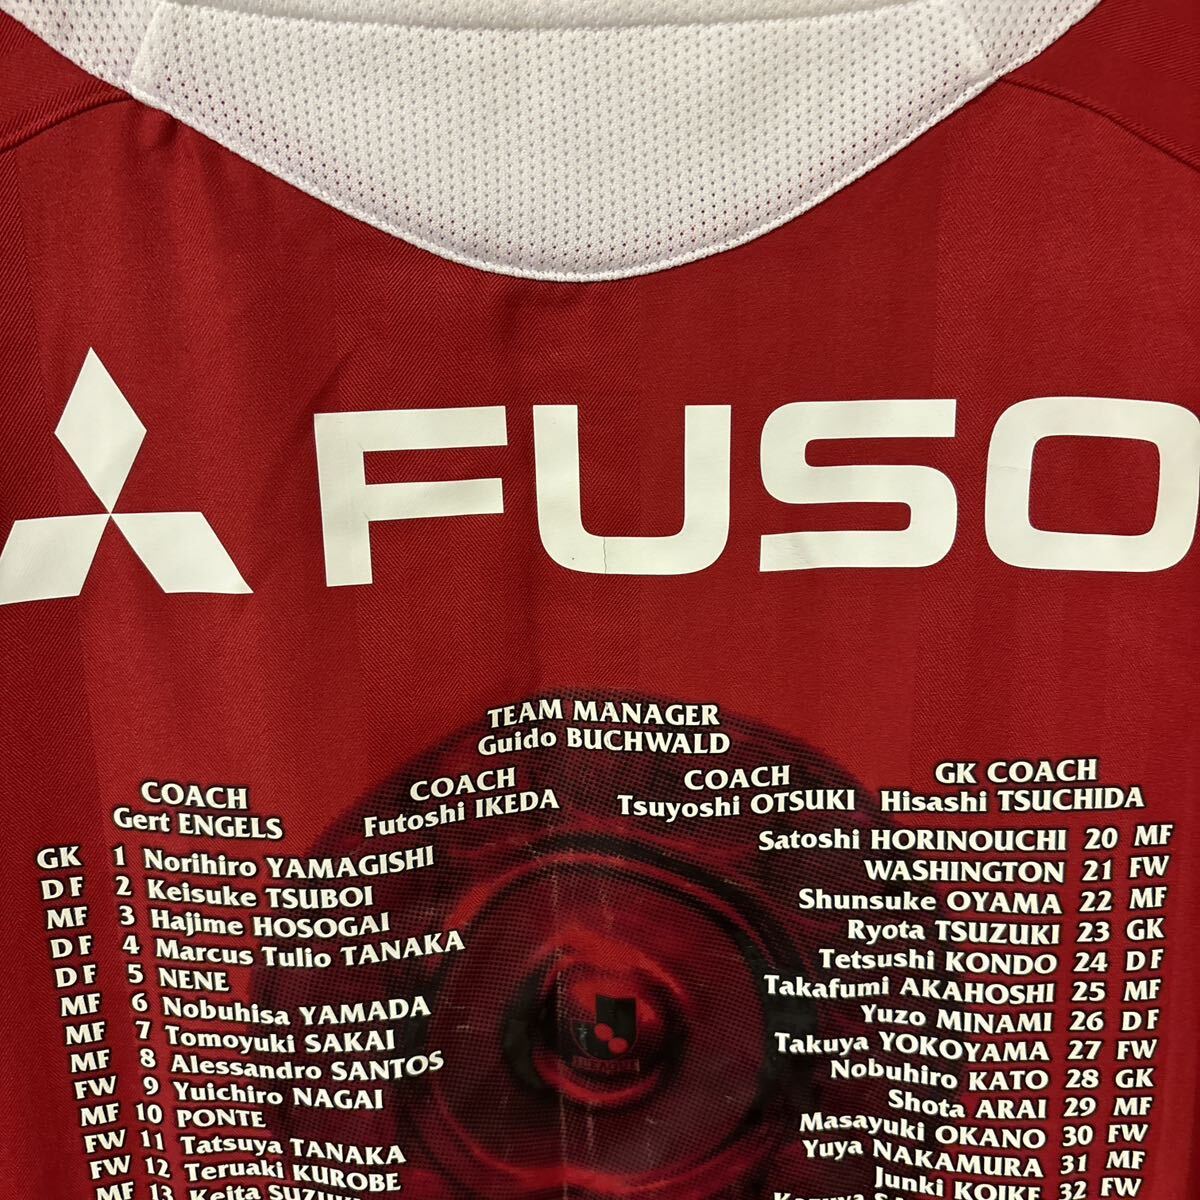 FUSO
TEAM MANAGER
Guido BUCHWALD
COACH
Gert ENGELS
COACH
Futoshi IKEDA
COACH
Tsuyoshi OTSUKI
GK COACH
Hisashi TSUCHIDA
GK 1 Norihiro YAMAGISHI
DF 2 Keisuke TSUBOI
MF 3 Hajime HOSOGAI
DF 4 Marcus Tulio TANAKA
DF 5 NENE
MF 6 Nobuhisa YAMADA
MF 7 Tomoyuki SAKAI
MF 8 Alessandro SANTOS
FW 9 Yuichiro NAGAI
MF 10 PONTE
FW 11 Tatsuya TANAKA
FW 12 Teruaki KUROBE
MF 13 Keita
Satoshi HORINOUCHI 20 MF
WASHINGTON 21 FW
Shunsuke OYAMA 22 MF
Ryota TSUZUKI 23 GK
Tetsushi KONDO 24 DF
Takafumi AKAHOSHI 25 MF
Yuzo MINAMI 26 DF
Takuya YOKOYAMA 27 FW
Nobuhiro KATO 28 GK
Shota ARAI 29 MF
Masayuki OKANO 30 FW
Yuya NAKAMURA 31 MF
Junki KOIKE 32 FW